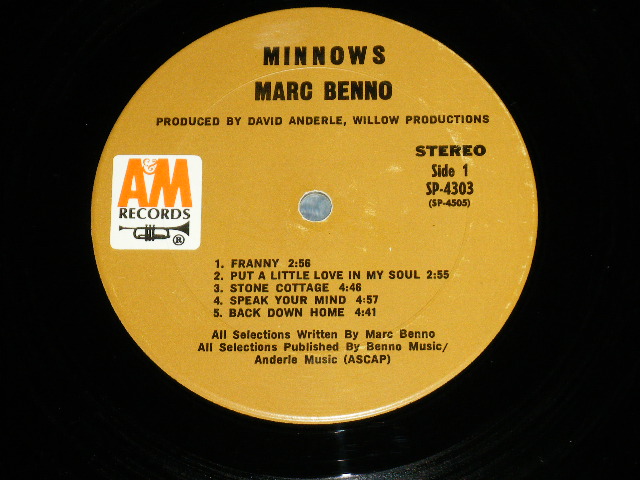 MINNOWS
MARC BENNO
PRODUCED BY DAVID ANDERLE, WILLOW PRODUCTIONS
STEREO
Side 1
SP-4303
(SP-4505)
A&M
RECORDS
®
1. FRANNY 2:56
2. PUT A LITTLE LOVE IN MY SOUL 2:55
3. STONE COTTAGE 4:46
4. SPEAK YOUR MIND 4:57
5. BACK DOWN HOME 4:41
All Selections Written By Marc Benno
All Selections Published By Benno Music/
Anderle Music (ASCAP)